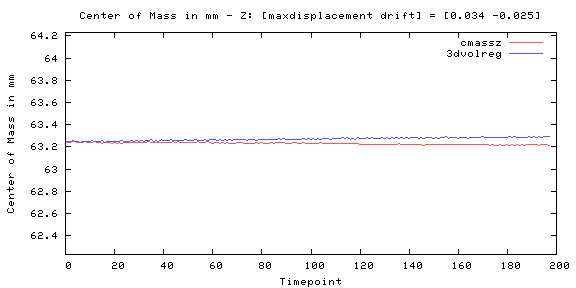 Center of Mass in mm - Z: [maxdisplacement drift] = [0.034 -0.025]
64.2
64
63.8
63.6
63.4
63.2
63
62.8
62.6
62.4
Center of Mass in mm
cmassz
3dvolreg
0 20 40 60 80 100 120 140 160 180 200
Timepoint